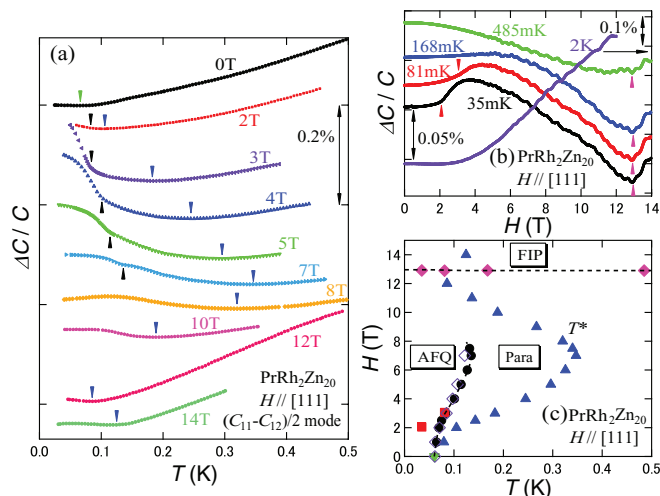 (a)
0T
2T
0.2%
3T
4T
5T
7T
8T
10T
12T
14T
PrRh2Zn20
H // [111]
(C11-C12)/2 mode
ΔC / C
0.0 0.1 0.2 0.3 0.4 0.5
T (K)
485mK
0.1%
168mK
2K
81mK
35mK
0.05%
(b) PrRh2Zn20
H // [111]
ΔC / C
0 2 4 6 8 10 12 14
H (T)
14
12
10
8
6
4
2
0
H (T)
FIP
T*
AFQ
Para
(c) PrRh2Zn20
H // [111]
0.0 0.1 0.2 0.3 0.4 0.5
T (K)